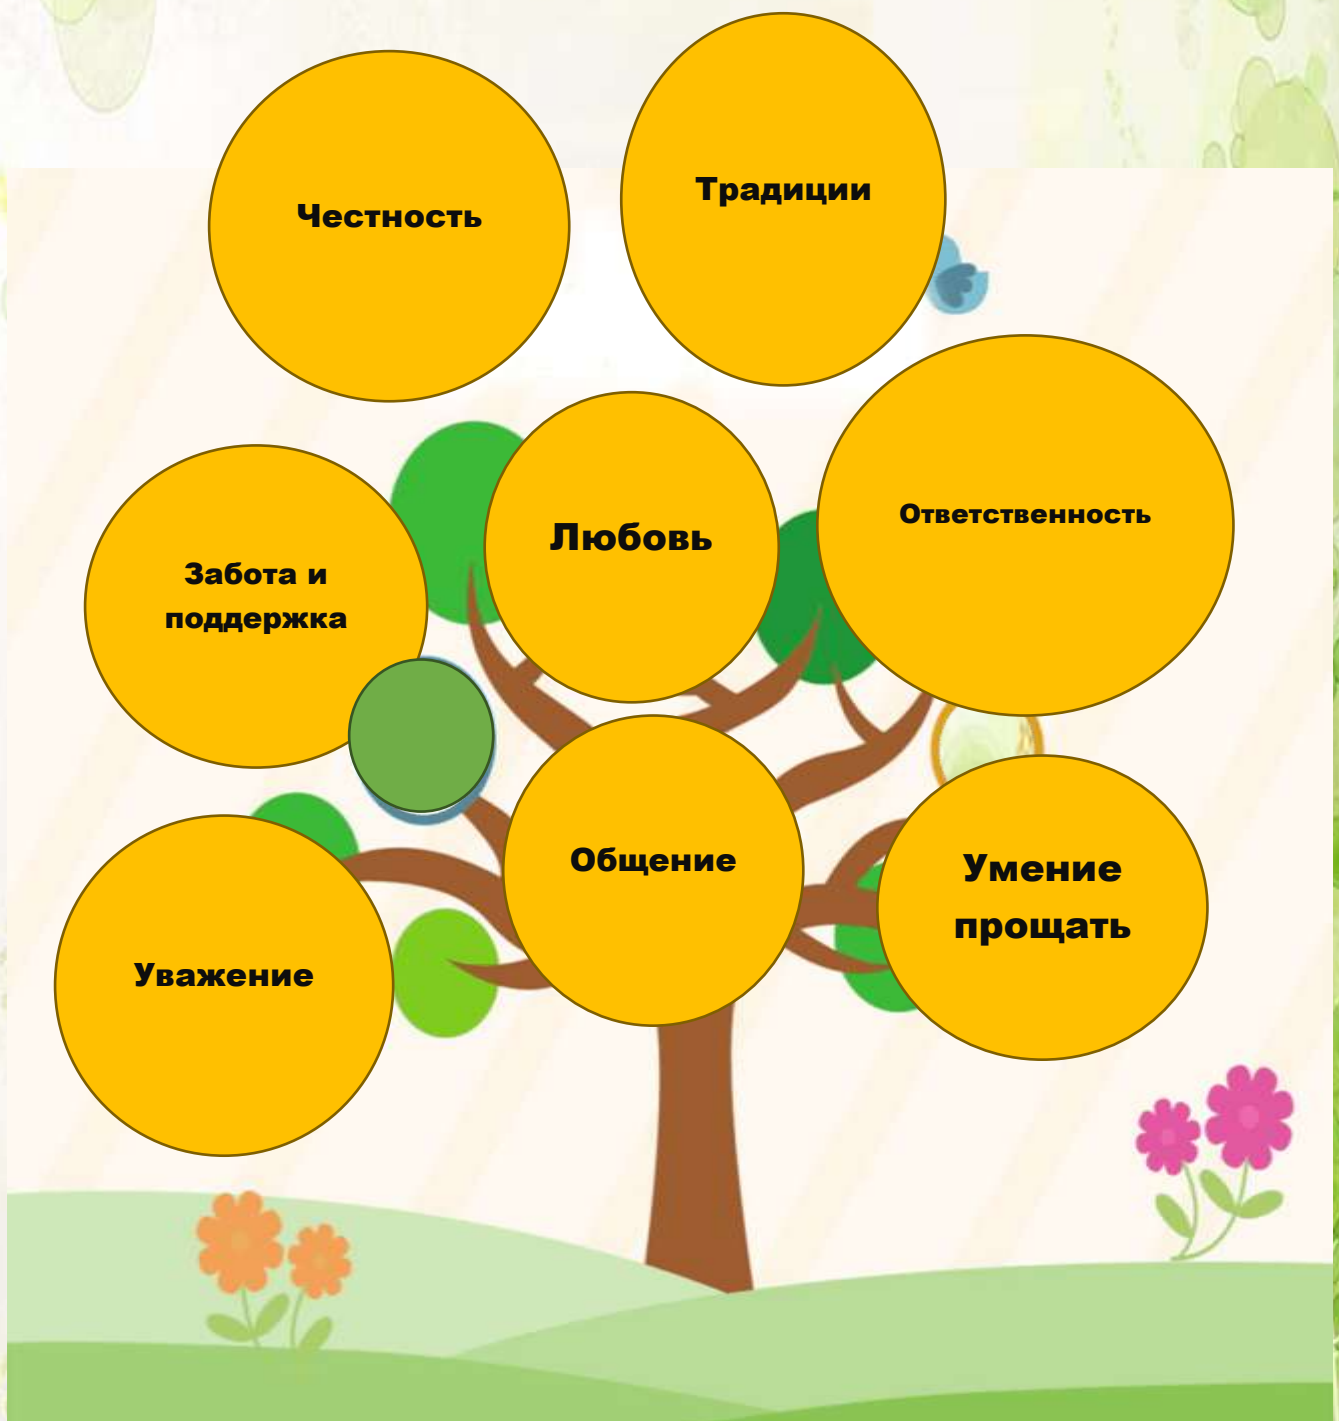 Честность
Традиции
Любовь
Ответственность
Забота и
поддержка
Общение
Умение
прощать
Уважение